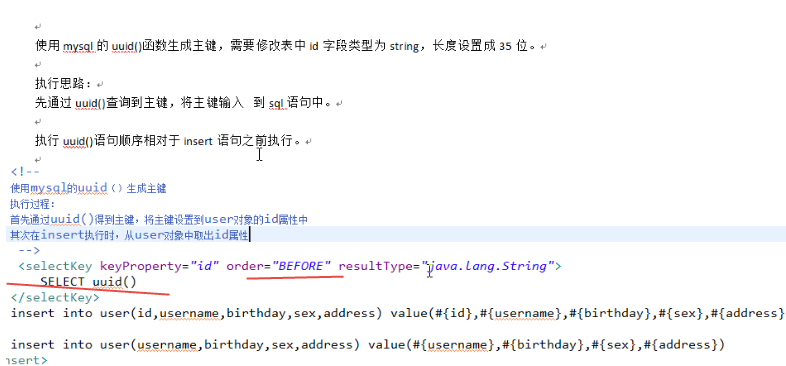 使用 mysql 的 uuid()函数生成主键，需要修改表中 id 字段类型为 string，长度设置成 35 位。
执行思路：
先通过 uuid()查询到主键，将主键输入 到 sql 语句中。
执行 uuid()语句顺序相对于 insert 语句之前执行。
<!--
使用mysql的uuid（）生成主键
执行过程：
首先通过uuid()得到主键，将主键设置到user对象的id属性中
其次在insert执行时，从user对象中取出id属性
-->
<selectKey keyProperty="id" order="BEFORE" resultType="java.lang.String">
SELECT uuid()
</selectKey>
insert into user(id,username,birthday,sex,address) value(#{id},#{username},#{birthday},#{sex},#{address}
insert into user(username,birthday,sex,address) value(#{username},#{birthday},#{sex},#{address})
nsert>